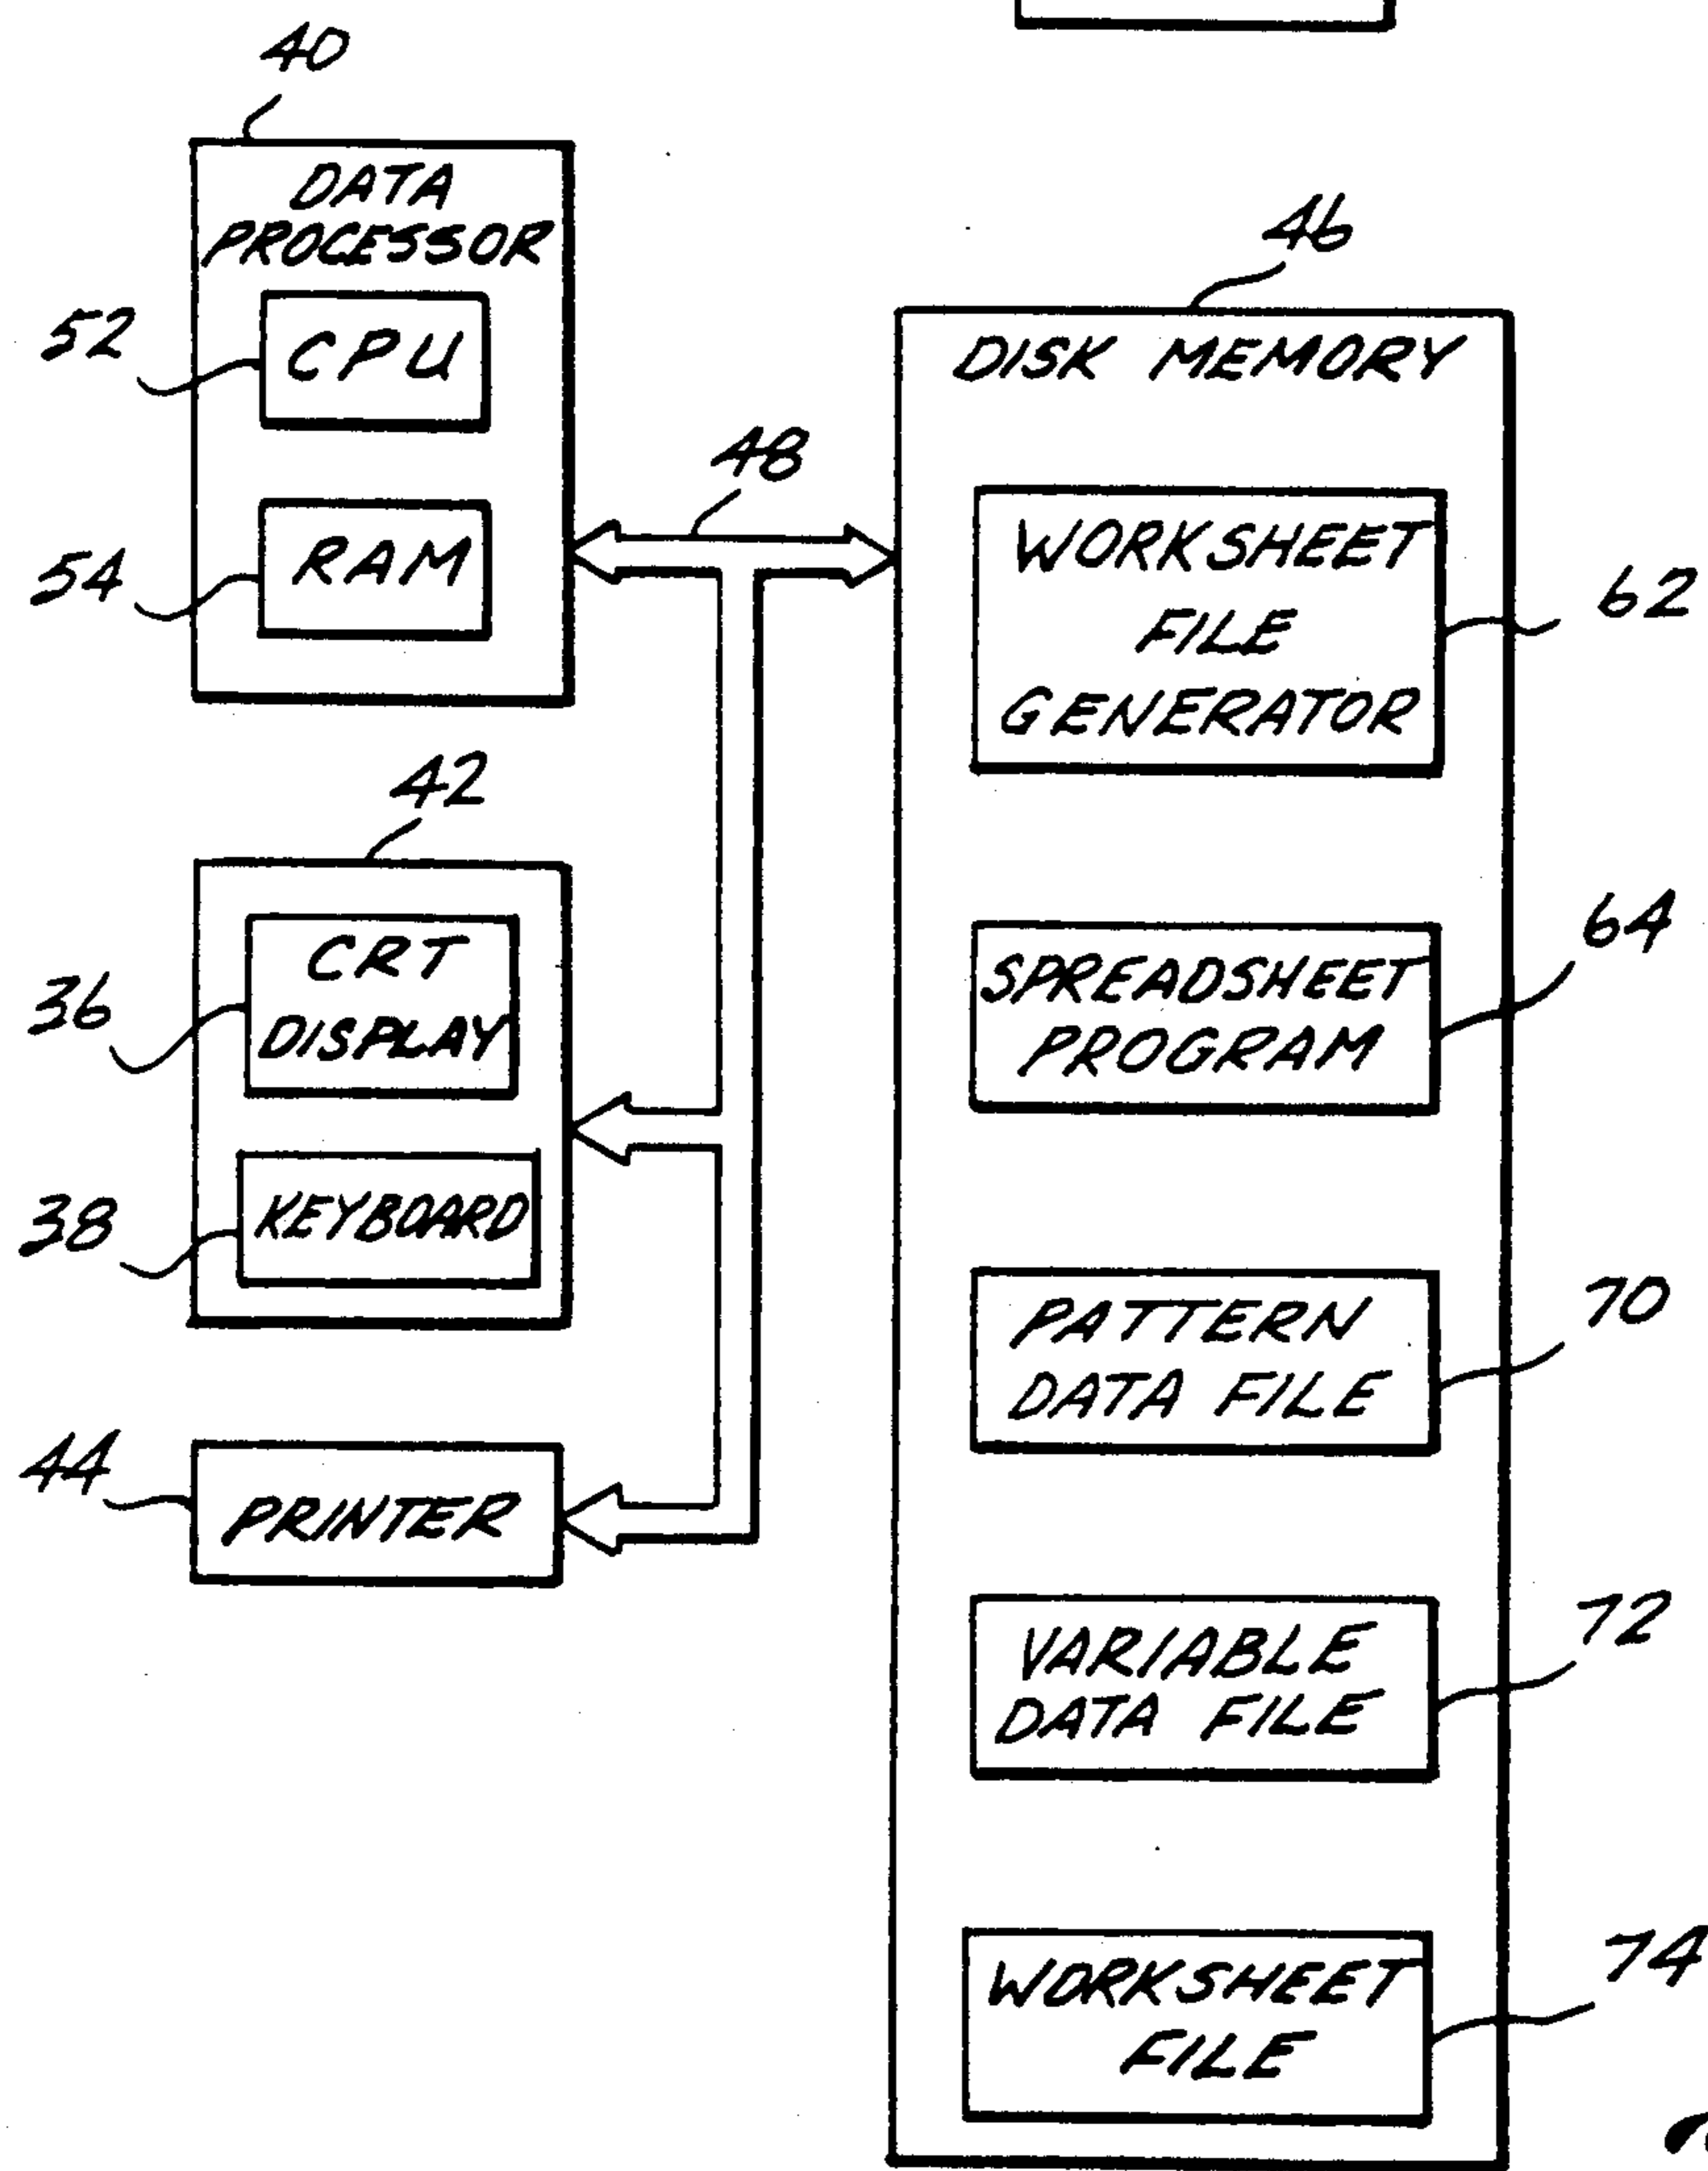 40
DATA
PROCESSOR
52
CPU
54
RAM
48
46
DISK MEMORY
WORKSHEET
FILE
GENERATOR
62
42
36
CRT
DISPLAY
38
KEYBOARD
SPREADSHEET
PROGRAM
64
PATTERN
DATA FILE
70
44
PRINTER
VARIABLE
DATA FILE
72
WORKSHEET
FILE
74